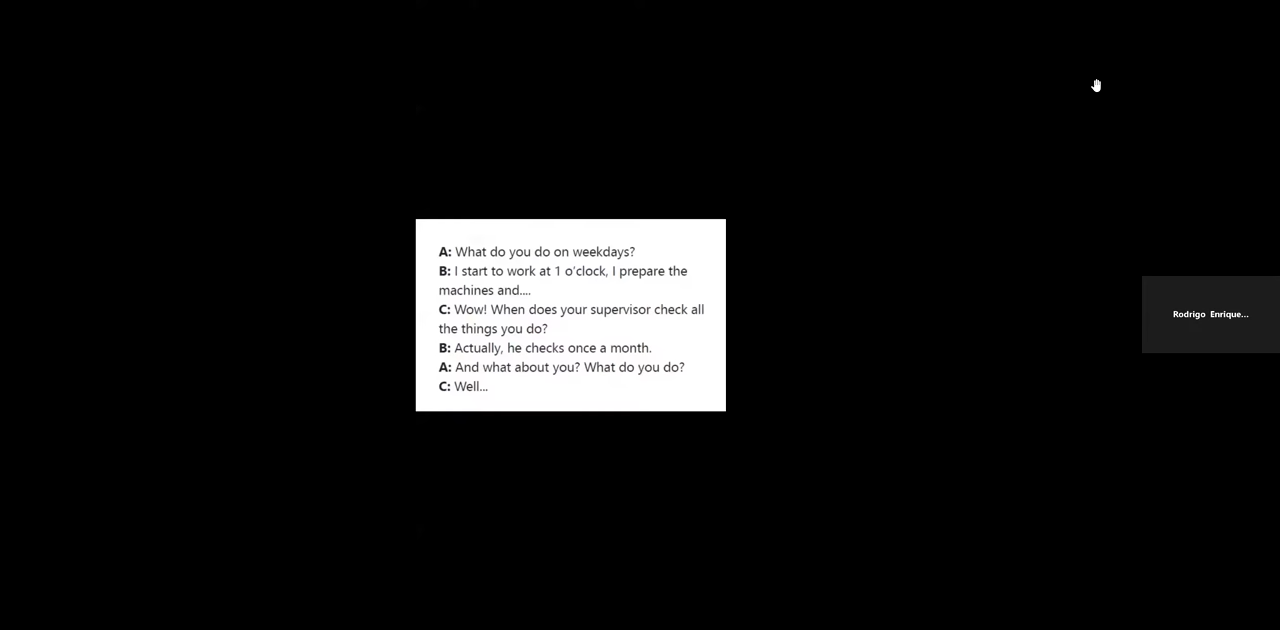 A: What do you do on weekdays?
B: I start to work at 1 o'clock, I prepare the
machines and....
C: Wow! When does your supervisor check all
the things you do?
B: Actually, he checks once a month.
A: And what about you? What do you do?
C: Well...
Rodrigo Enrique...